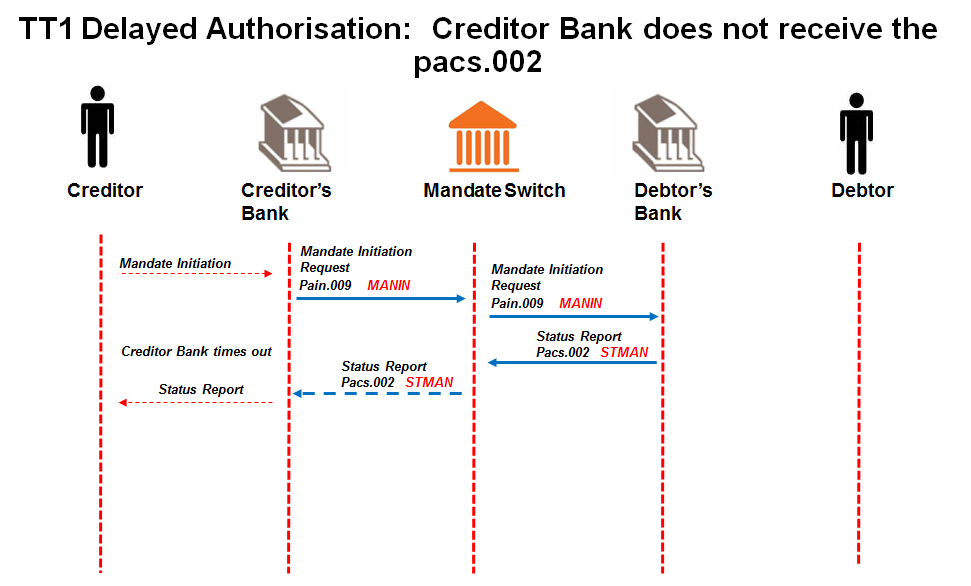 TT1 Delayed Authorisation: Creditor Bank does not receive the
pacs.002
Creditor
Creditor's
Bank
Mandate Switch
Debtor's
Bank
Debtor
Mandate Initiation
Mandate Initiation
Request
Pain.009 MANIN
Mandate Initiation
Request
Pain.009 MANIN
Status Report
Pacs.002 STMAN
Creditor Bank times out
Status Report
Pacs.002 STMAN
Status Report